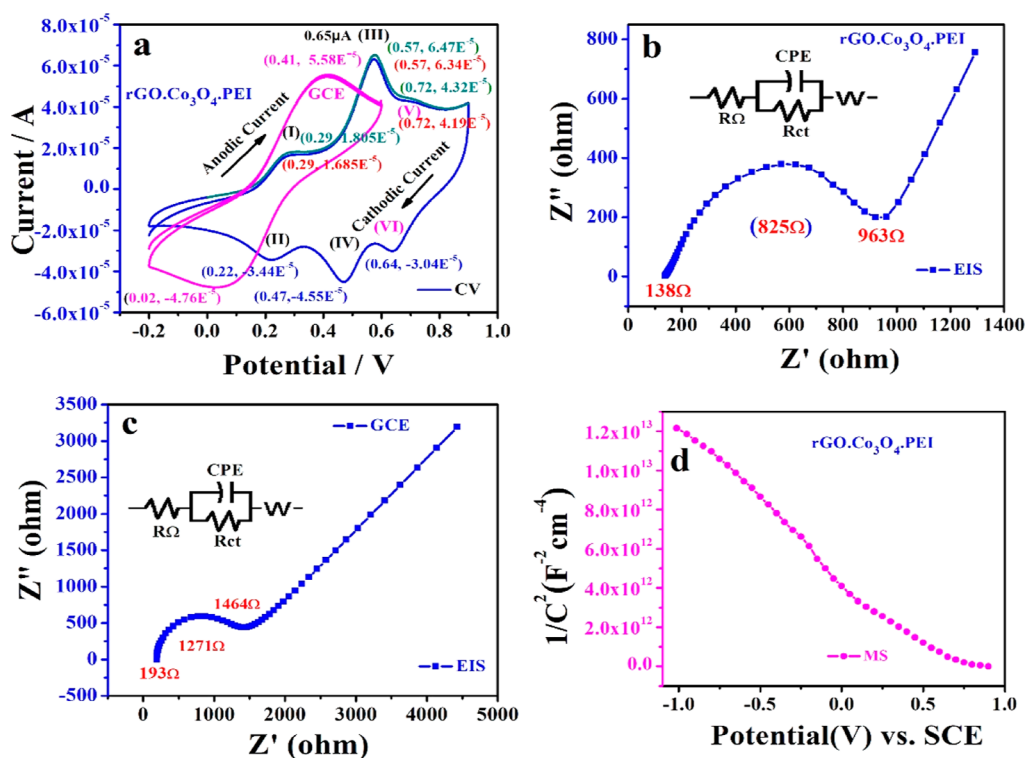 a
rGO.Co₃O₄.PEI
0.65µA
(III)
(0.57, 6.47E⁻⁵)
(0.41, 5.58E⁻⁵)
(0.57, 6.34E⁻⁵)
GCE
(0.72, 4.32E⁻⁵)
(V)
(0.72, 4.19E⁻⁵)
Anodic Current
(I)
(0.29, 1.805E⁻⁵)
(0.29, 1.685E⁻⁵)
Cathodic Current
(II)
(IV)
(VI)
(0.22, -3.44E⁻⁵)
(0.64, -3.04E⁻⁵)
(0.02, -4.76E⁻⁵)
(0.47, -4.55E⁻⁵)
CV
8.0x10⁻⁵
6.0x10⁻⁵
4.0x10⁻⁵
2.0x10⁻⁵
0.0
-2.0x10⁻⁵
-4.0x10⁻⁵
-6.0x10⁻⁵
Current / A
-0.2 0.0 0.2 0.4 0.6 0.8 1.0
Potential / V
b
rGO.Co₃O₄.PEI
CPE
RΩ
Rct
W
(825Ω)
963Ω
138Ω
EIS
800
600
400
200
0
Z'' (ohm)
0 200 400 600 800 1000 1200 1400
Z' (ohm)
c
GCE
CPE
RΩ
Rct
W
1464Ω
1271Ω
193Ω
EIS
3500
3000
2500
2000
1500
1000
500
0
-500
Z'' (ohm)
0 1000 2000 3000 4000 5000
Z' (ohm)
d
rGO.Co₃O₄.PEI
MS
1.2x10¹³
1.0x10¹³
8.0x10¹²
6.0x10¹²
4.0x10¹²
2.0x10¹²
0.0
1/C² (F⁻² cm⁻⁴)
-1.0 -0.5 0.0 0.5 1.0
Potential(V) vs. SCE